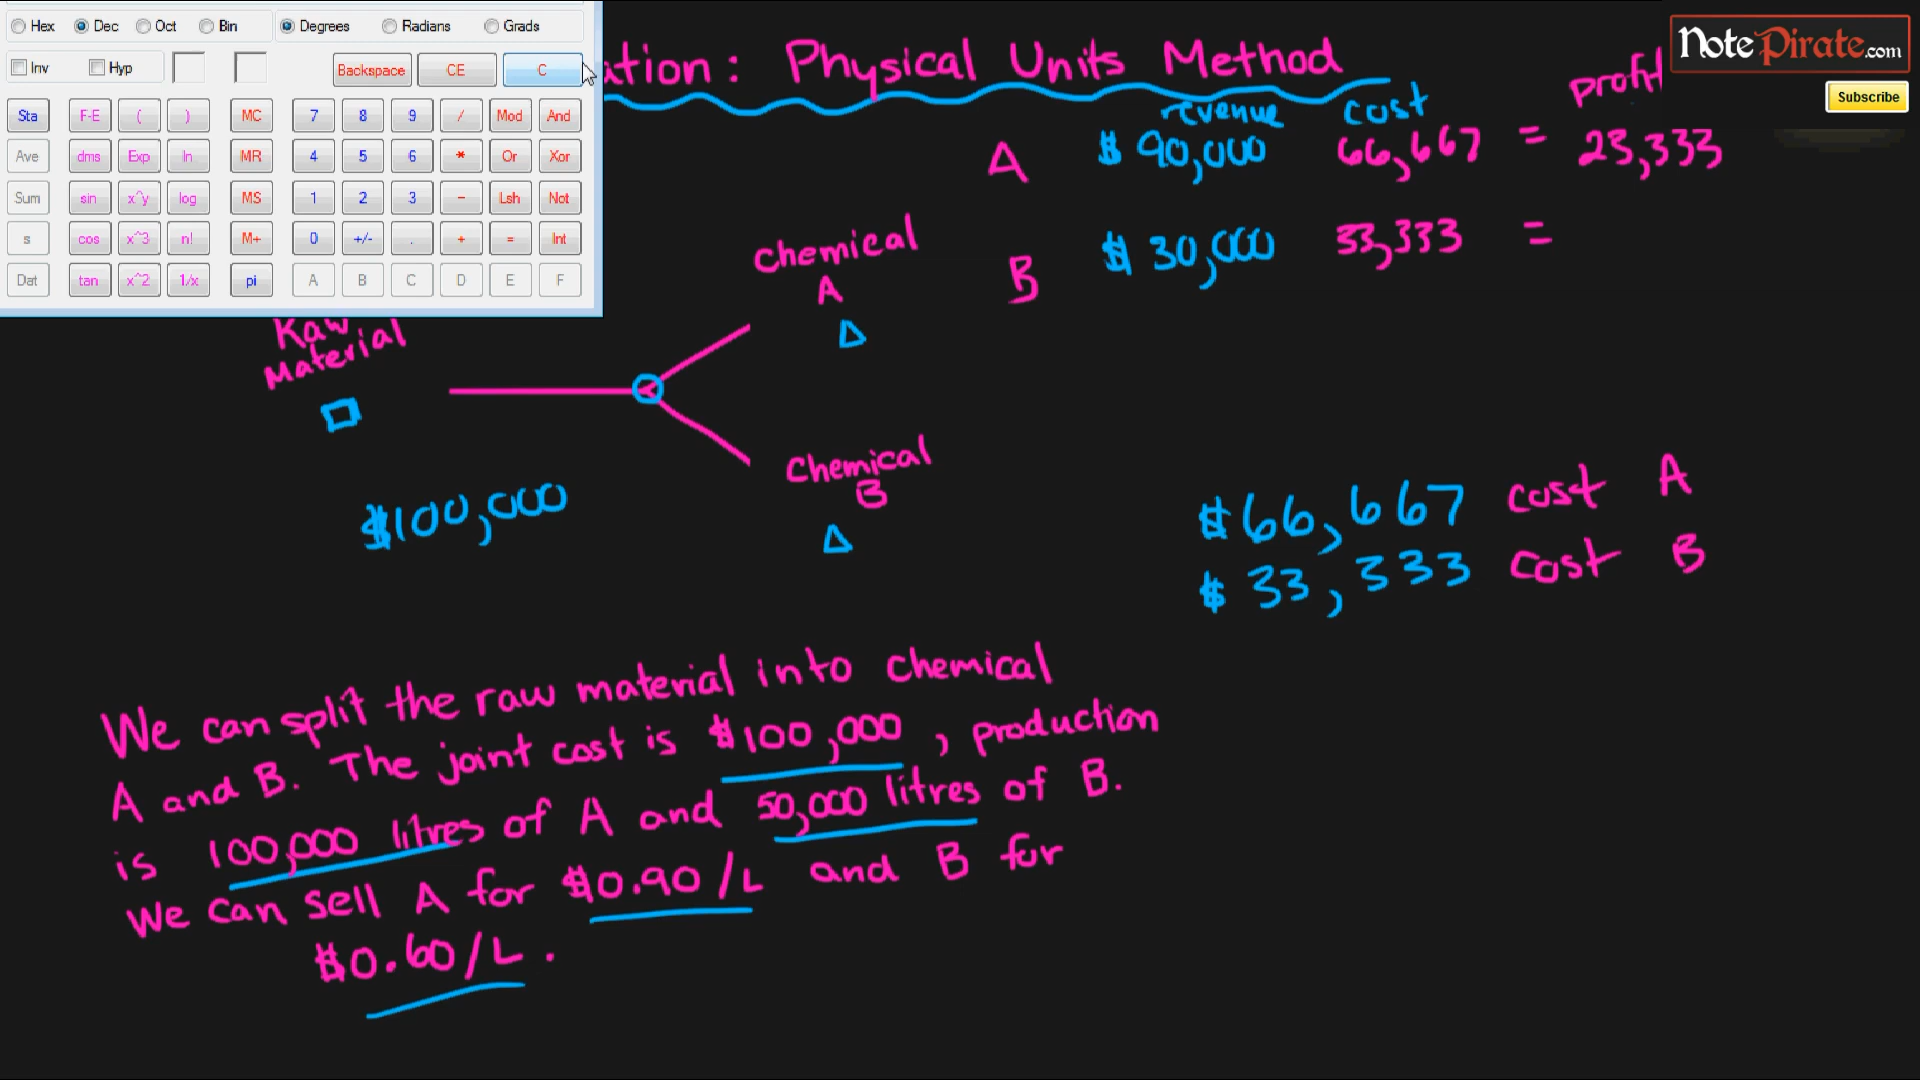 Hex Dec Oct Bin Degrees Radians Grads
Inv Hyp Backspace CE C
Sta F-E ( ) MC 7 8 9 / Mod And
Ave dms Exp ln MR 4 5 6 * Or Xor
Sum sin x^y log MS 1 2 3 - Lsh Not
s cos x^3 n! M+ 0 +/- . + = Int
Dat tan x^2 1/x pi A B C D E F
ation: Physical Units Method
NotePirate.com
Subscribe
revenue cost profit
A $ 90,000 66,667 = 23,333
B $ 30,000 33,333 =
Raw
Material
Chemical
A
Chemical
B
$100,000
$66,667 cost A
$33,333 cost B
We can split the raw material into chemical
A and B. The joint cost is $100,000, production
is 100,000 litres of A and 50,000 litres of B.
We can sell A for $0.90/L and B for
$0.60/L.